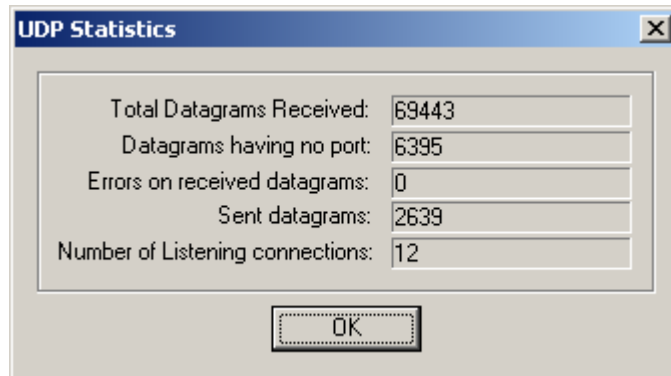 UDP Statistics
Total Datagrams Received: 69443
Datagrams having no port: 6395
Errors on received datagrams: 0
Sent datagrams: 2639
Number of Listening connections: 12
OK